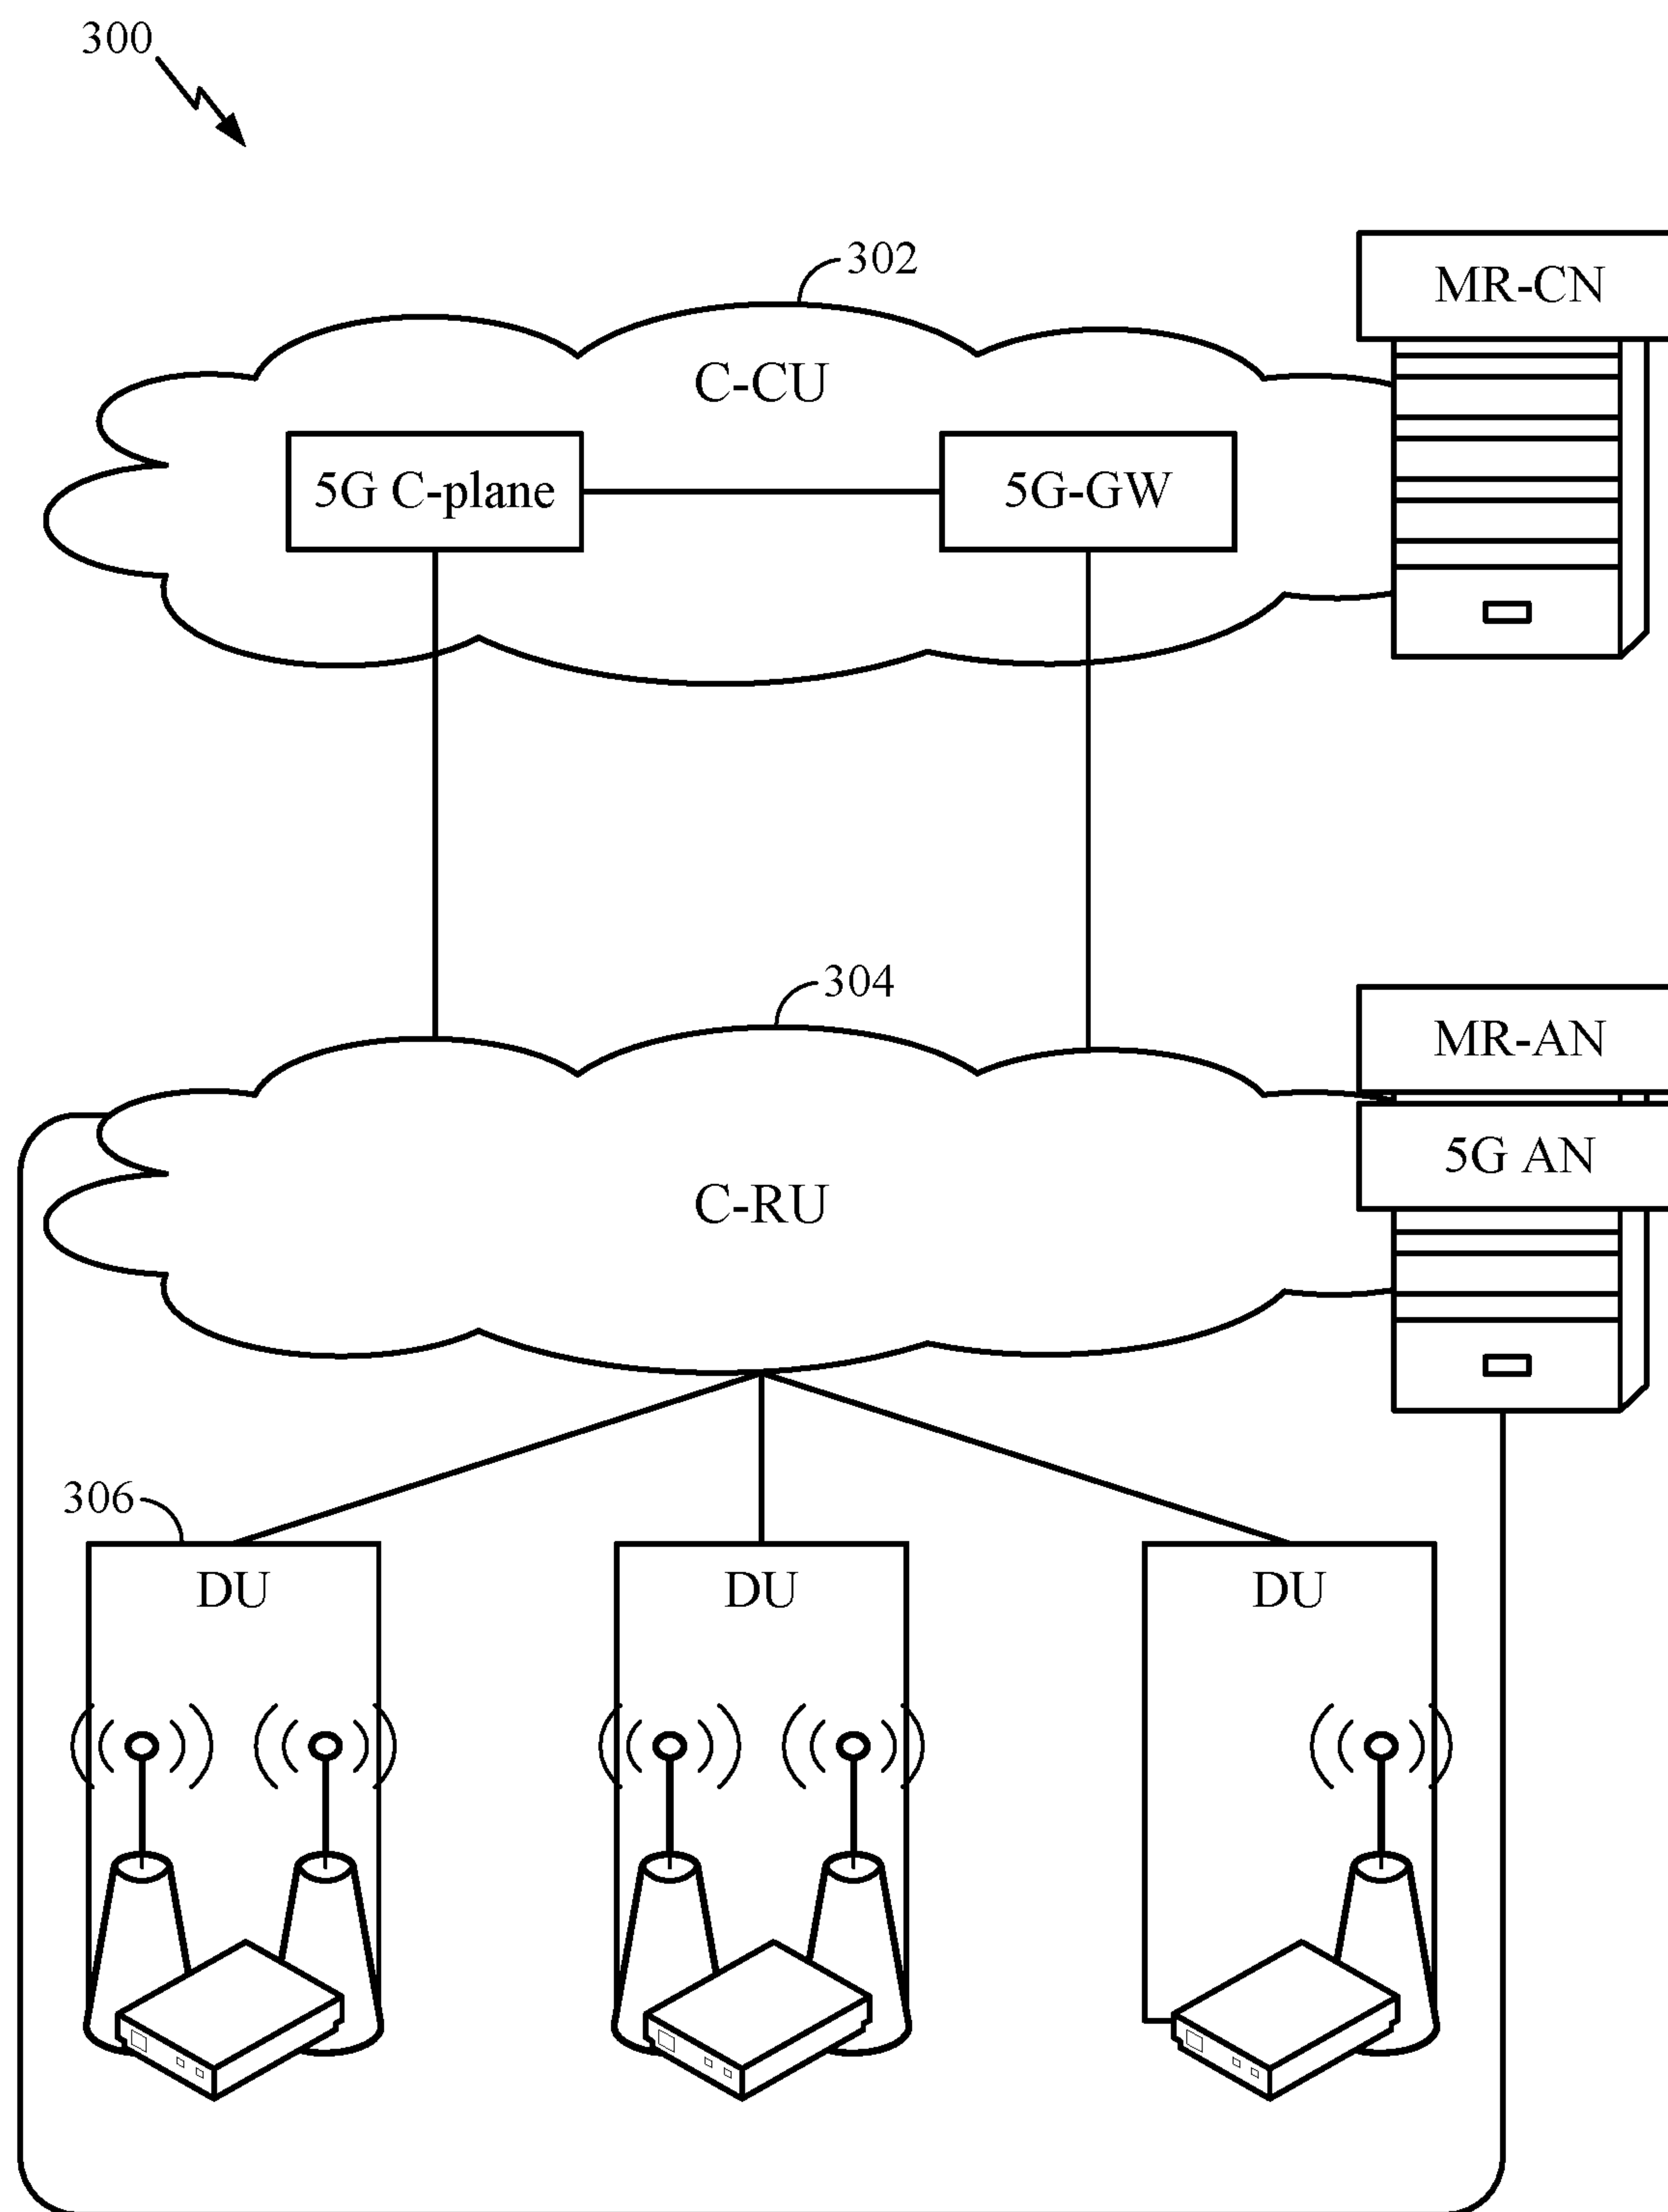 300
302
MR-CN
C-CU
5G C-plane
5G-GW
304
MR-AN
5G AN
C-RU
306
DU
DU
DU